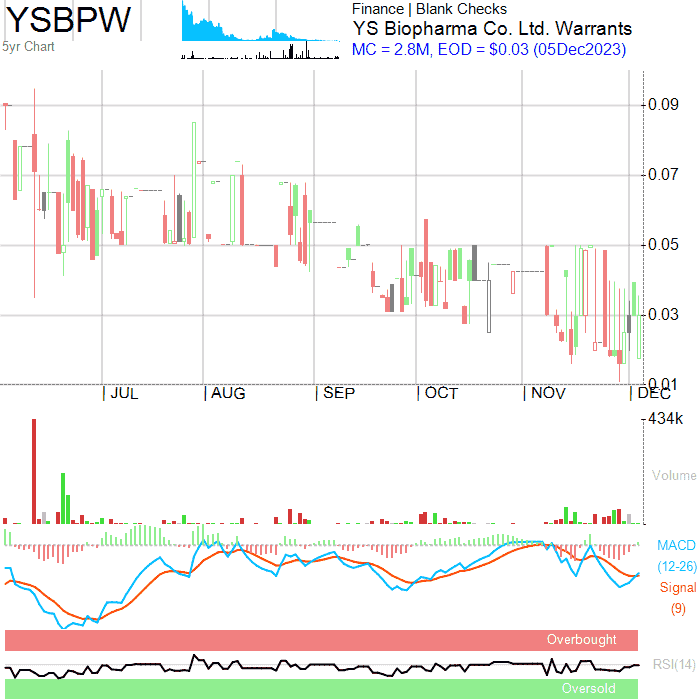 YSBPW
5yr Chart
Finance | Blank Checks
YS Biopharma Co. Ltd. Warrants
MC = 2.8M, EOD = $0.03 (05Dec2023)
0.09
0.07
0.05
0.03
0.01
| JUL | AUG | SEP | OCT | NOV | DEC
434k
Volume
MACD
(12-26)
Signal
(9)
Overbought
RSI(14)
Oversold